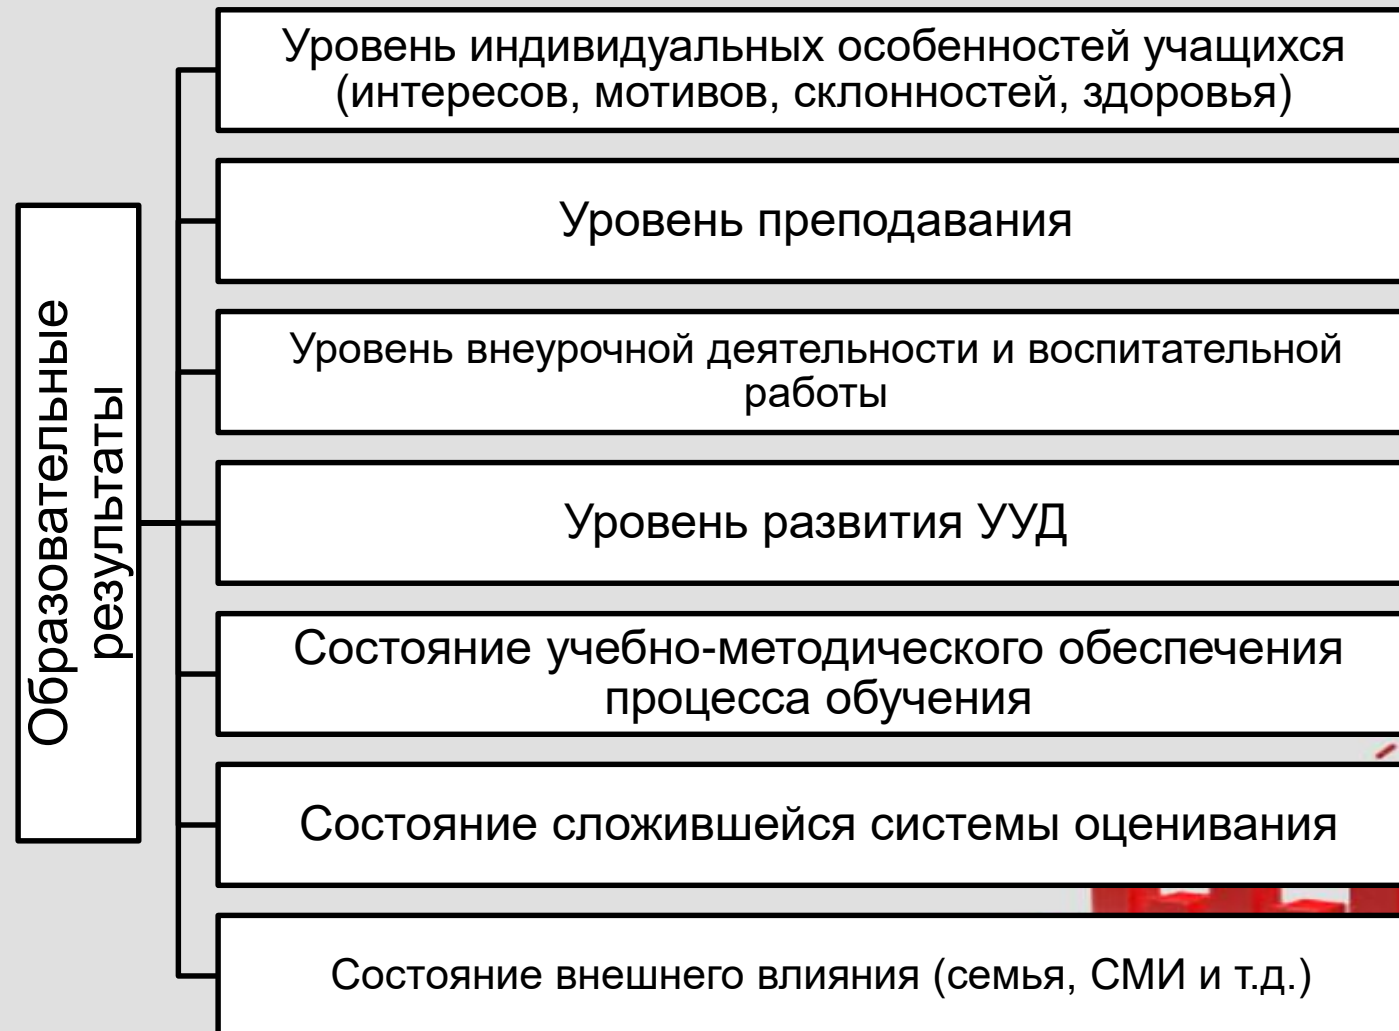 Образовательные
результаты
Уровень индивидуальных особенностей учащихся
(интересов, мотивов, склонностей, здоровья)
Уровень преподавания
Уровень внеурочной деятельности и воспитательной
работы
Уровень развития УУД
Состояние учебно-методического обеспечения
процесса обучения
Состояние сложившейся системы оценивания
Состояние внешнего влияния (семья, СМИ и т.д.)